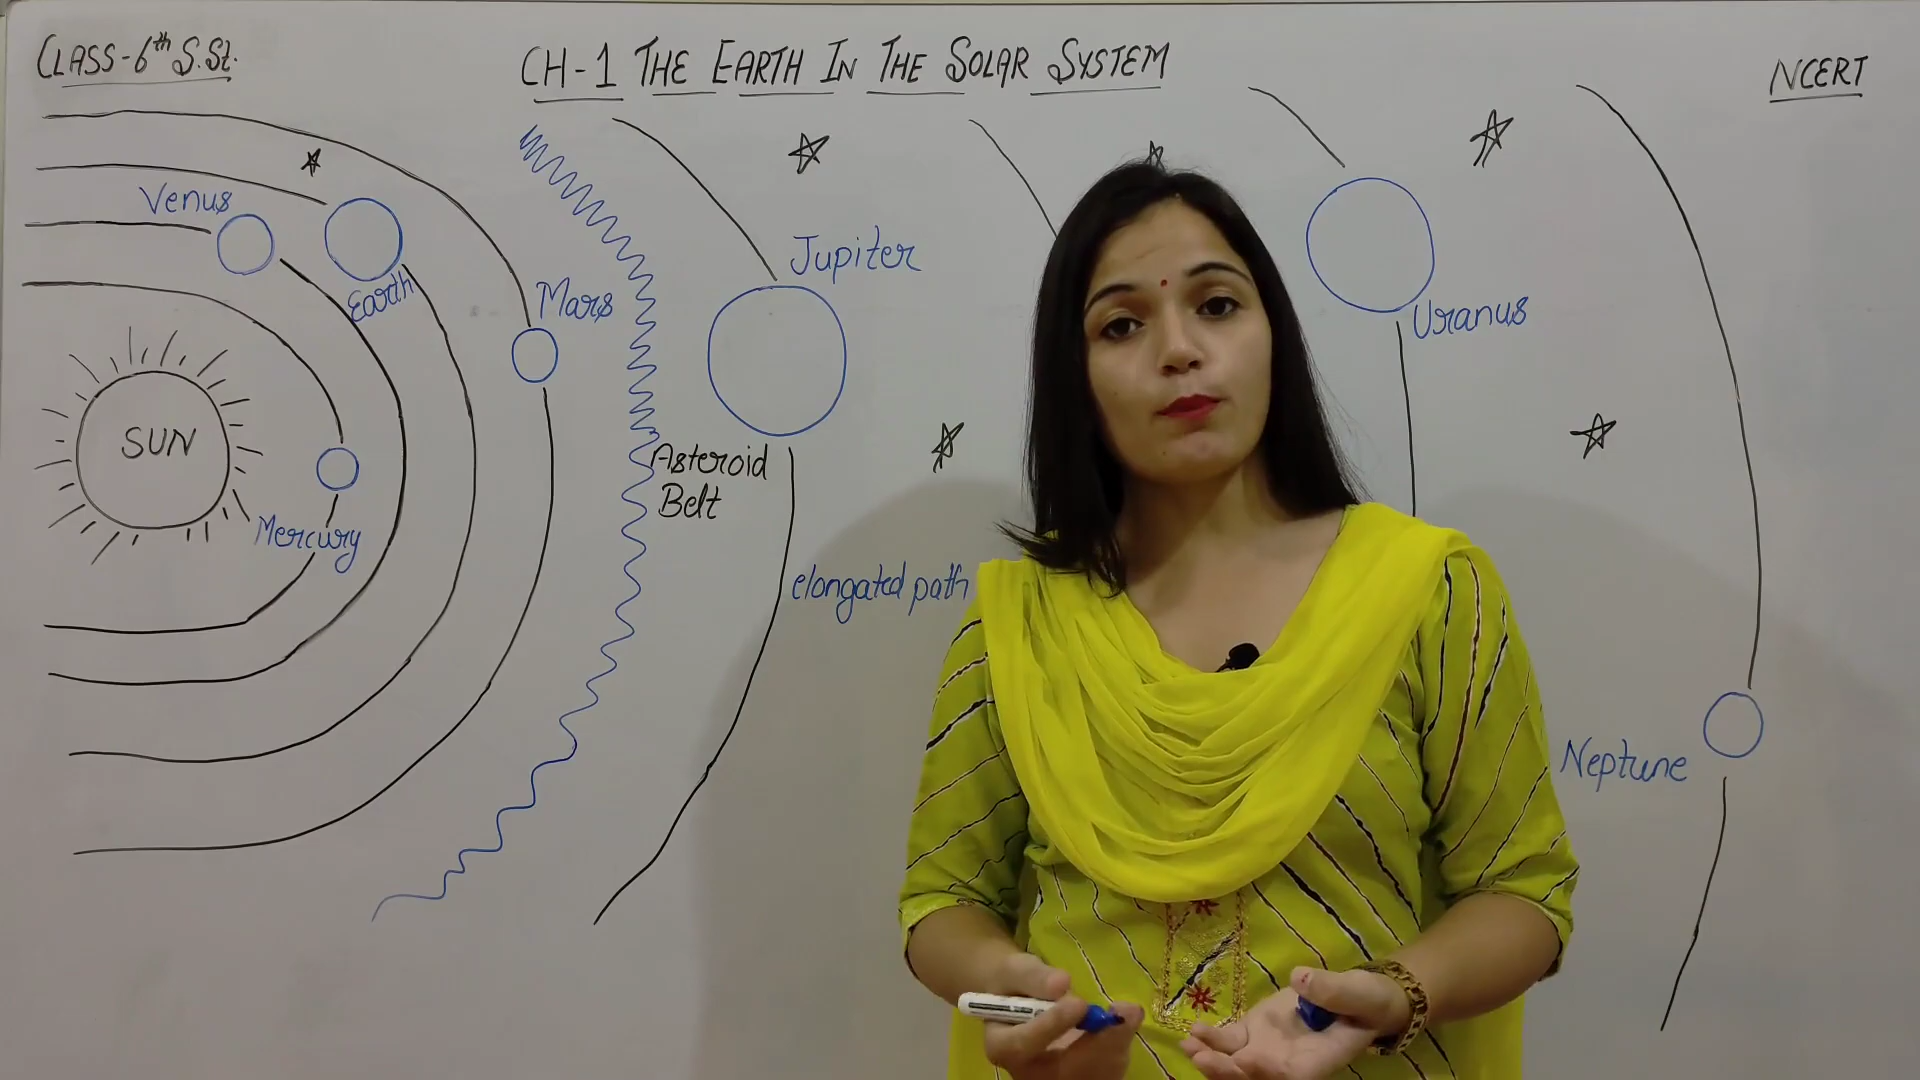 CLASS-6th S.St.
CH-1 THE EARTH IN THE SOLAR SYSTEM
NCERT
Venus
Earth
Mars
Jupiter
Uranus
SUN
Mercury
Asteroid
Belt
elongated path
Neptune